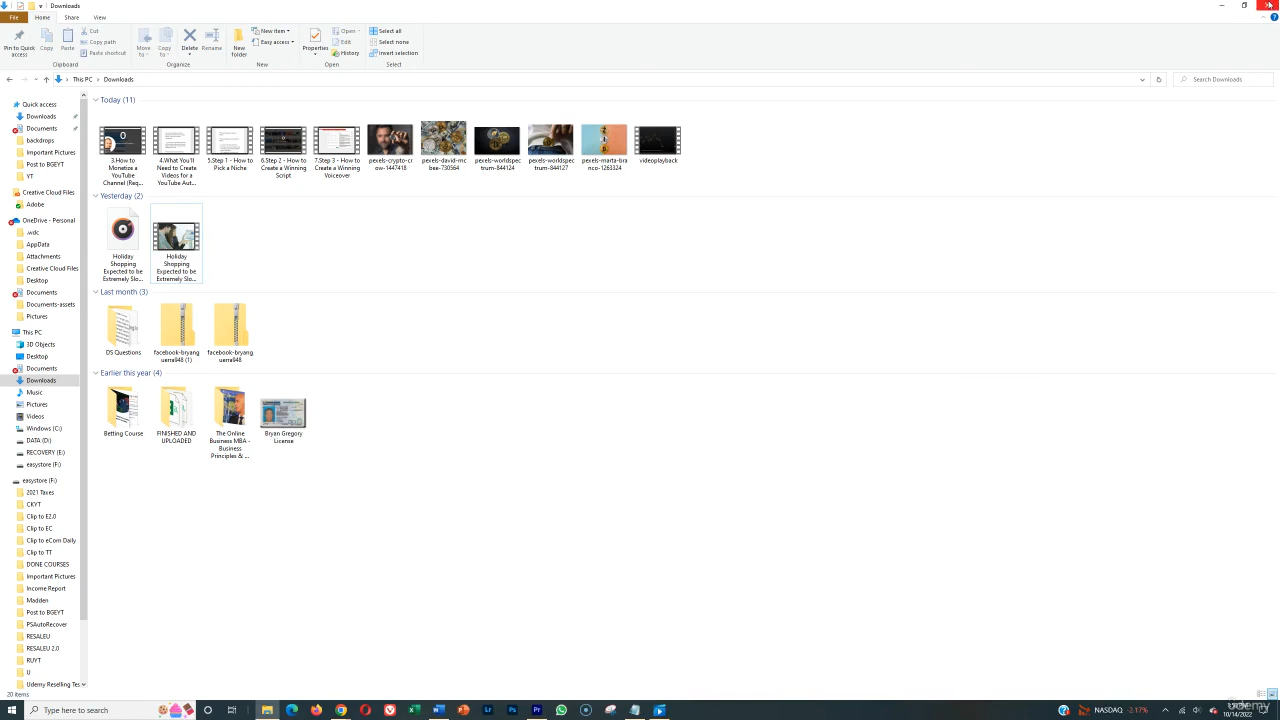 Downloads
File Home Share View
Pin to Quick access
Copy
Paste
Cut
Copy path
Paste shortcut
Clipboard
Move to
Copy to
Delete
Rename
Organize
New folder
New item
Easy access
New
Properties
Open
Edit
History
Open
Select all
Select none
Invert selection
Select
This PC > Downloads
Search Downloads
Quick access
Downloads
Documents
backdrops
Important Pictures
Post to BGEYT
YT
Creative Cloud Files
Adobe
OneDrive - Personal
.wdc
AppData
Attachments
Creative Cloud Files
Desktop
Documents
Documents-assets
Pictures
This PC
3D Objects
Desktop
Documents
Downloads
Music
Pictures
Videos
Windows (C:)
DATA (D:)
RECOVERY (E:)
easystore (F:)
easystore (F:)
2021 Taxes
CKYT
Clip to E2.0
Clip to EC
Clip to eCom Daily
Clip to TT
DONE COURSES
Important Pictures
Income Report
Madden
Post to BGEYT
PSAutoRecover
RESALEU
RESALEU 2.0
RUYT
U
Udemy Reselling Tes
Today (11)
3.How to Monetize a YouTube Channel (Req...
4.What You'll Need to Create Videos for a YouTube Aut...
5.Step 1 - How to Pick a Niche
6.Step 2 - How to Create a Winning Script
7.Step 3 - How to Create a Winning Voiceover
pexels-crypto-crow-1447418
pexels-david-mcbee-730564
pexels-worldspectrum-844124
pexels-worldspectrum-844127
pexels-marta-branco-1263324
videoplayback
Yesterday (2)
Holiday Shopping Expected to be Extremely Slo...
Holiday Shopping Expected to be Extremely Slo...
Last month (3)
DS Questions
facebook-bryanguerra948 (1)
facebook-bryanguerra948
Earlier this year (4)
Betting Course
FINISHED AND UPLOADED
The Online Business MBA - Business Principles & ...
Bryan Gregory License
20 items
Type here to search
NASDAQ -2.17%
10/14/2022
Udemy